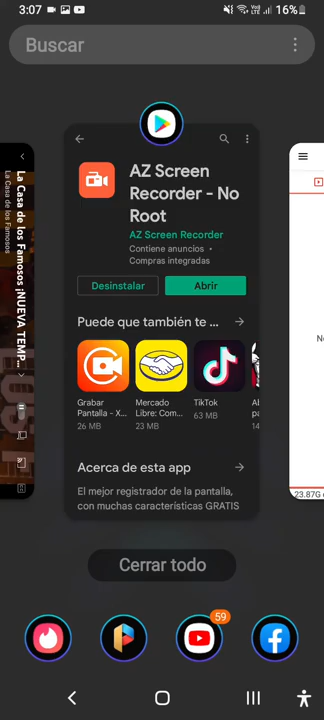 3:07
16%
Buscar
AZ Screen
Recorder - No
Root
AZ Screen Recorder
Contiene anuncios •
Compras integradas
Desinstalar
Abrir
Puede que también te ...
Grabar
Pantalla - X...
26 MB
Mercado
Libre: Com...
23 MB
TikTok
63 MB
Acerca de esta app
El mejor registrador de la pantalla,
con muchas características GRATIS
La Casa de los Famosos ¡NUEVA TEMP...
La Casa de los Famosos
23.87G
Cerrar todo
59